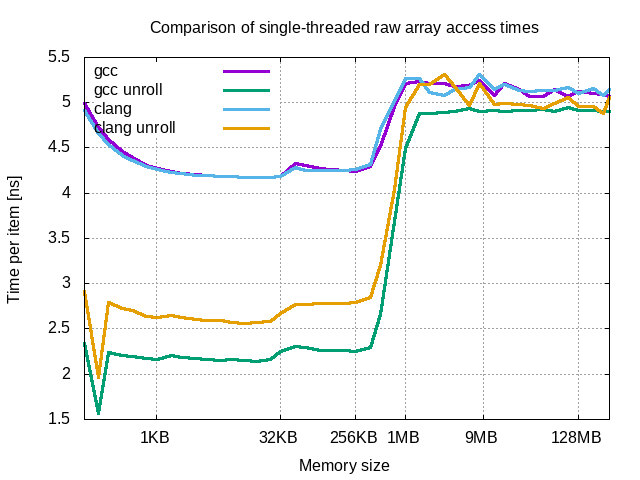 Comparison of single-threaded raw array access times
Time per item [ns]
5.5
5
4.5
4
3.5
3
2.5
2
1.5
gcc
gcc unroll
clang
clang unroll
1KB
32KB
256KB
1MB
9MB
128MB
Memory size